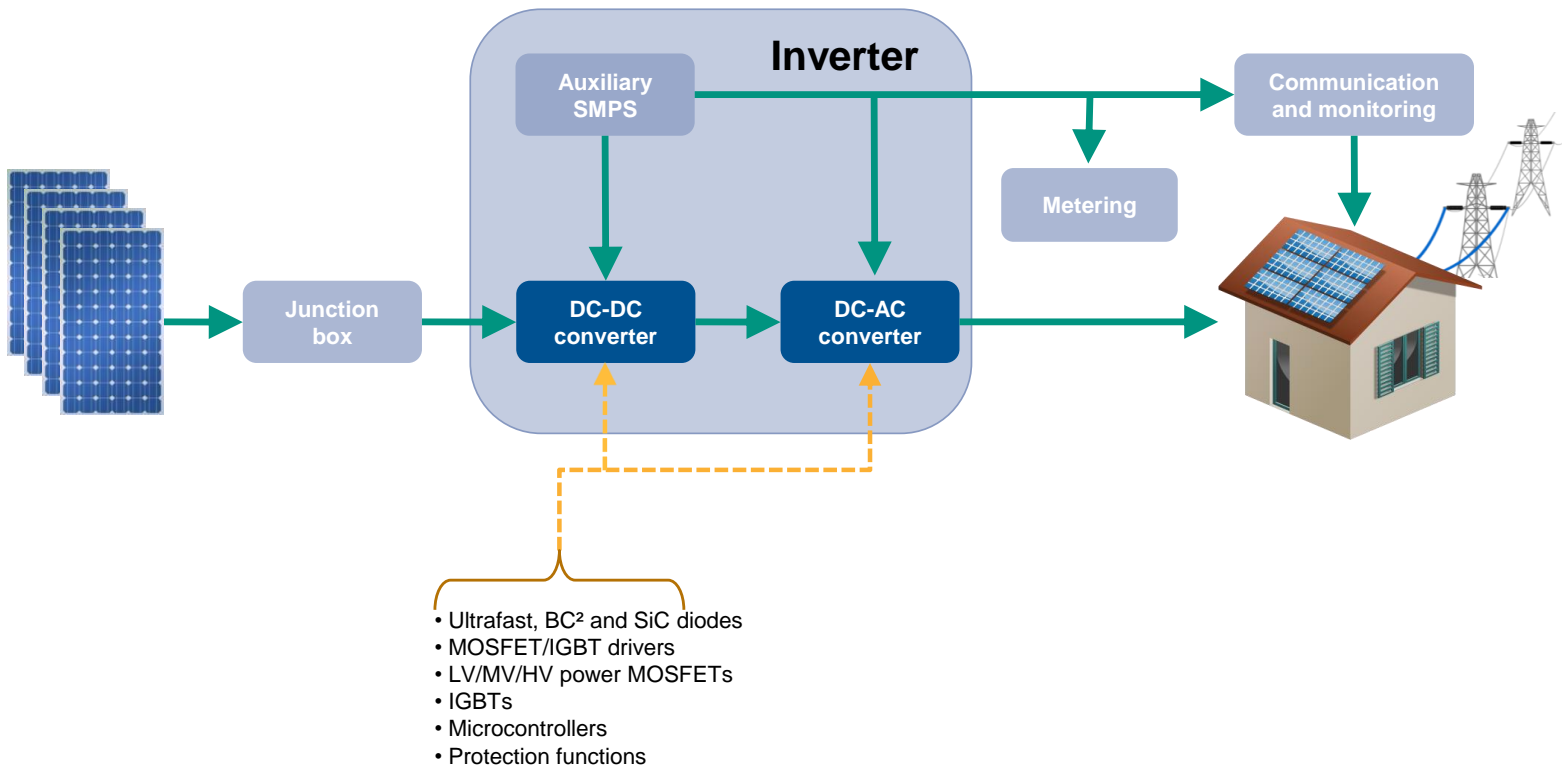 Inverter
Auxiliary
SMPS
Communication
and monitoring
Metering
Junction
box
DC-DC
converter
DC-AC
converter
• Ultrafast, BC² and SiC diodes
• MOSFET/IGBT drivers
• LV/MV/HV power MOSFETs
• IGBTs
• Microcontrollers
• Protection functions